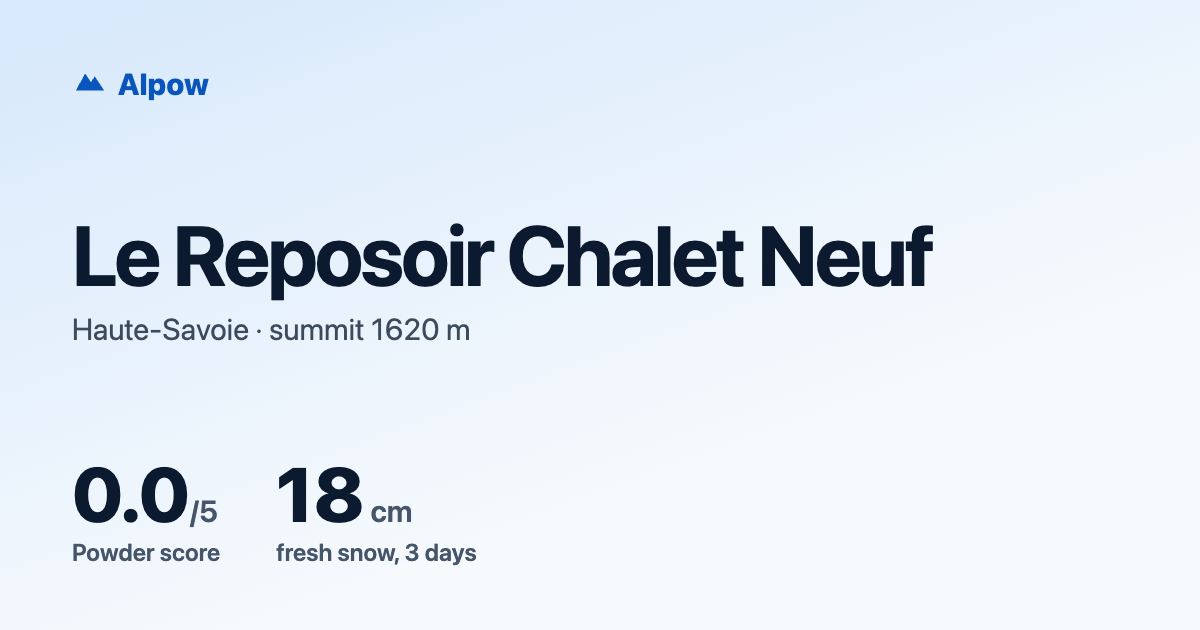 Alpow
Le Reposoir Chalet Neuf
Haute-Savoie · summit 1620 m
0.0/5 18 cm
Powder score fresh snow, 3 days